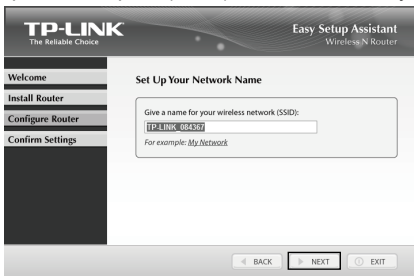 TP-LINK®
The Reliable Choice
Easy Setup Assistant
Wireless N Router
Welcome
Install Router
Configure Router
Confirm Settings
Set Up Your Network Name
Give a name for your wireless network (SSID):
TP-LINK_084367
For example: My Network
BACK
NEXT
EXIT